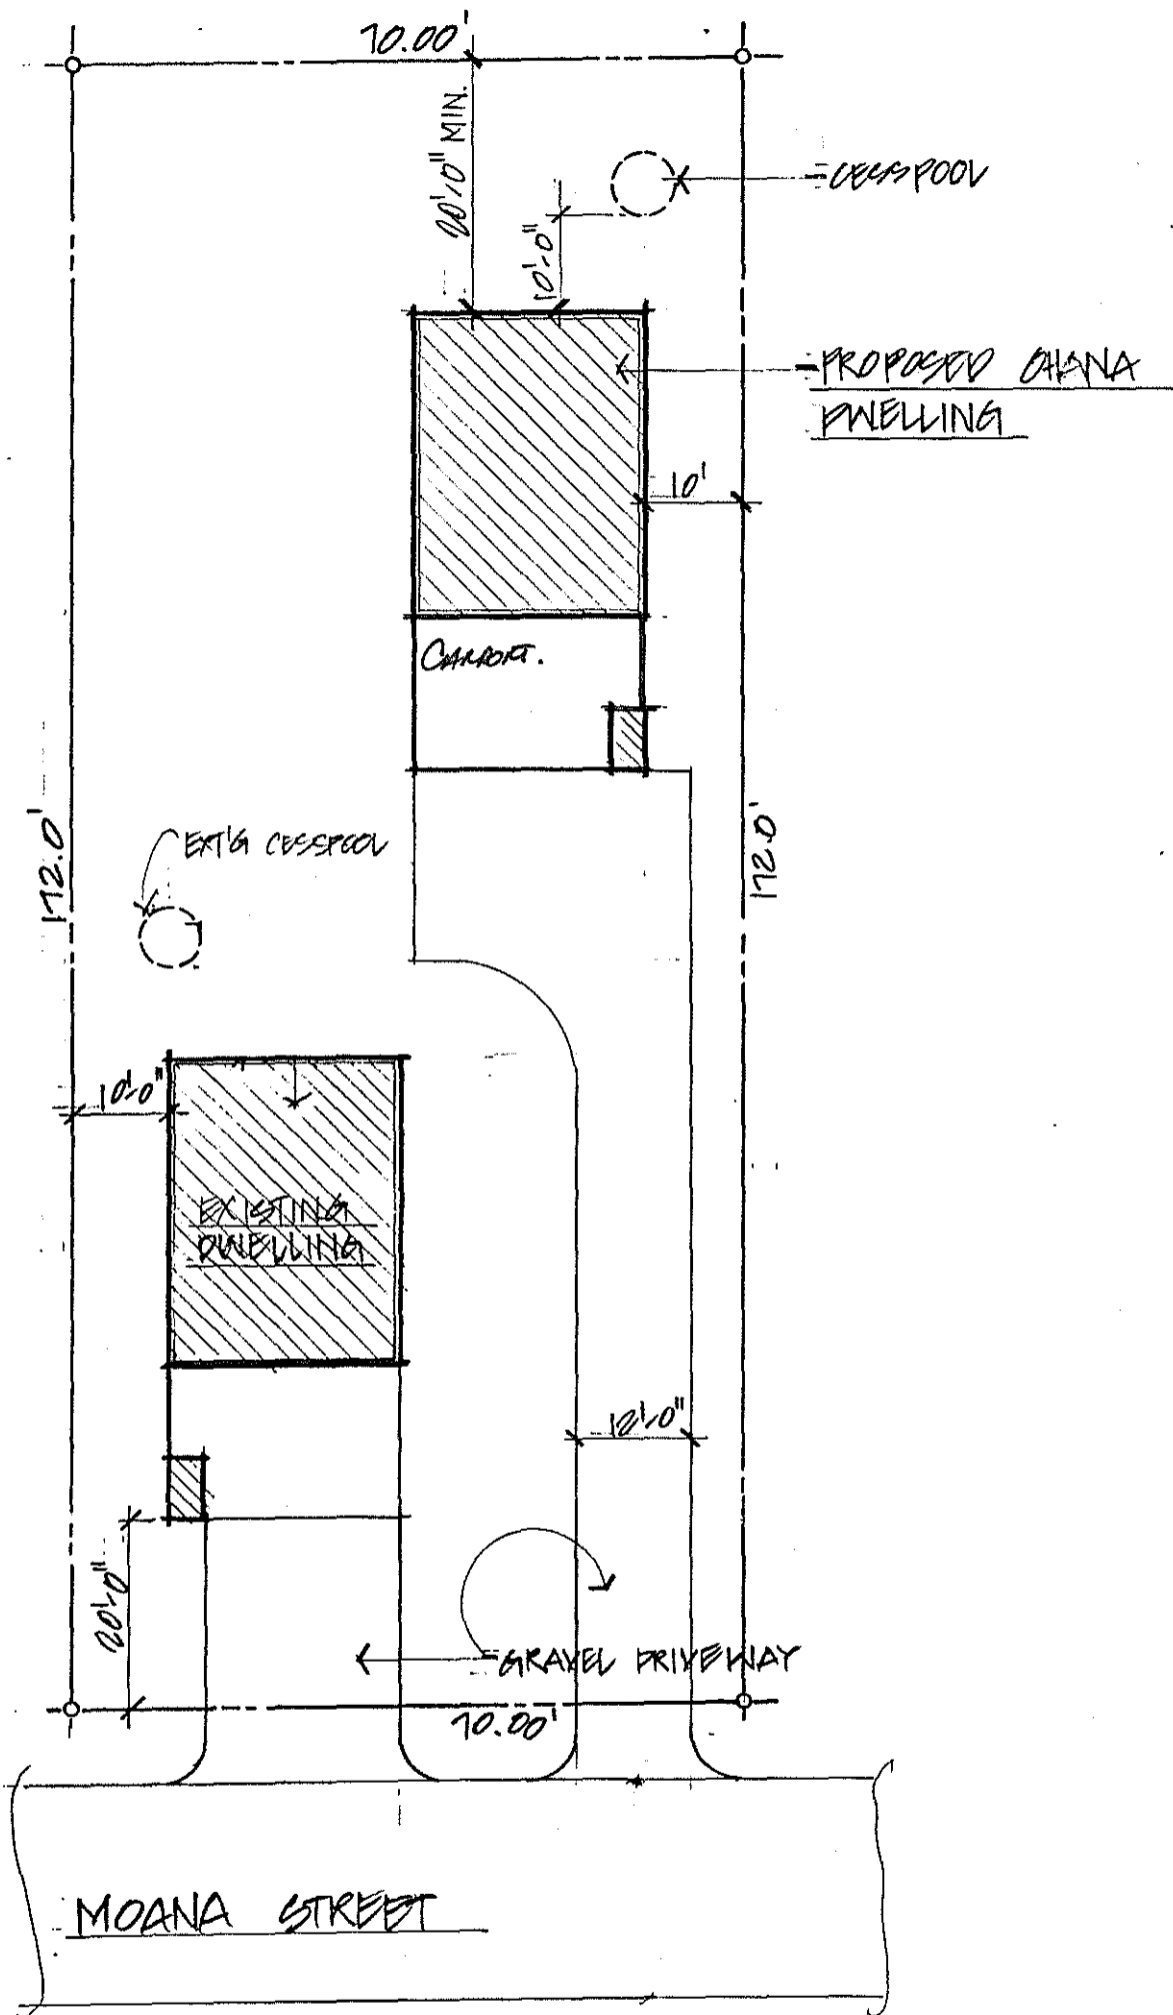 70.00'
20'-0" MIN.
CESSPOOL
10'-0"
PROPOSED OHANA
DWELLING
10'
CARPORT.
172.0'
172.0'
EXT'G CESSPOOL
10'-0"
EXISTING
DWELLING
12'-0"
20'-0"
GRAVEL DRIVEWAY
70.00'
MOANA STREET